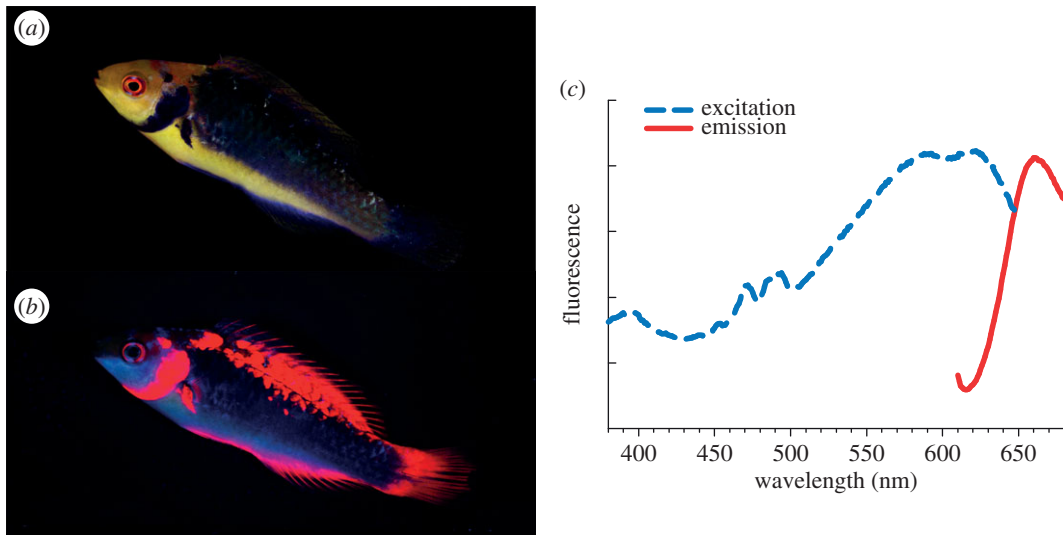 (a)
(b)
(c)
excitation
emission
fluorescence
400 450 500 550 600 650
wavelength (nm)